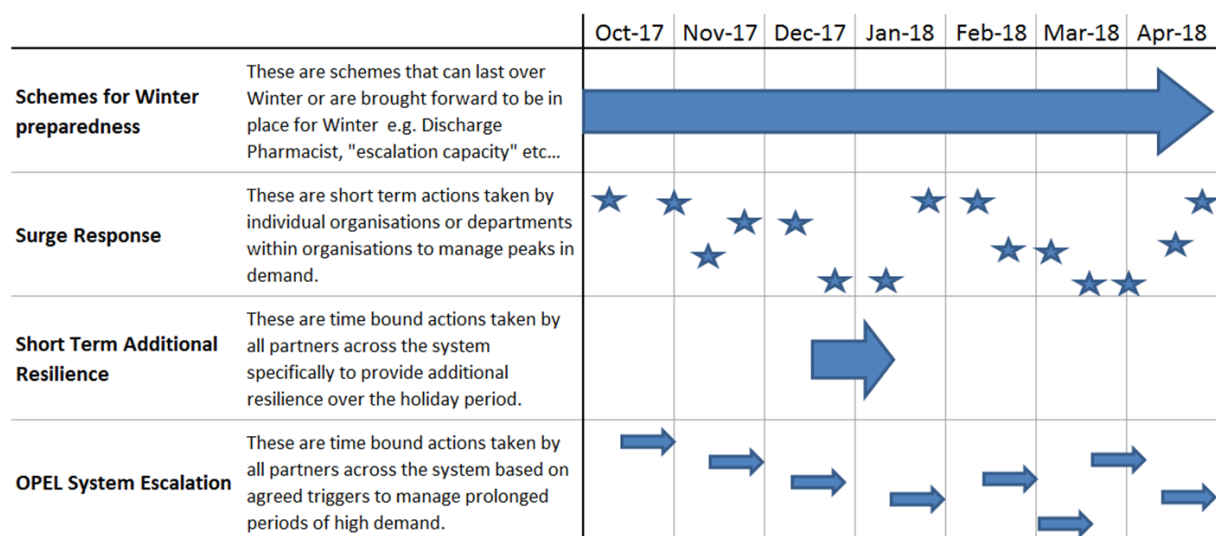 Oct-17 Nov-17 Dec-17 Jan-18 Feb-18 Mar-18 Apr-18
Schemes for Winter
preparedness
These are schemes that can last over
Winter or are brought forward to be in
place for Winter e.g. Discharge
Pharmacist, "escalation capacity" etc...
Surge Response
These are short term actions taken by
individual organisations or departments
within organisations to manage peaks in
demand.
Short Term Additional
Resilience
These are time bound actions taken by
all partners across the system
specifically to provide additional
resilience over the holiday period.
OPEL System Escalation
These are time bound actions taken by
all partners across the system based on
agreed triggers to manage prolonged
periods of high demand.